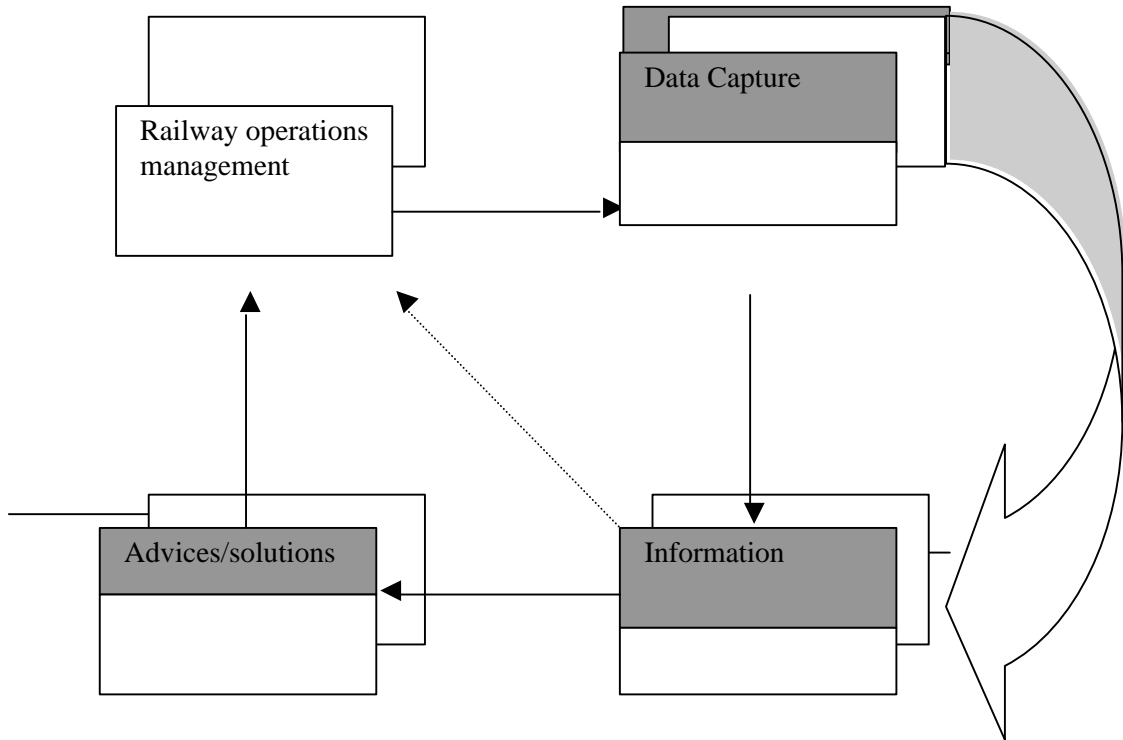 Railway operations
management
Data Capture
Advices/solutions
Information